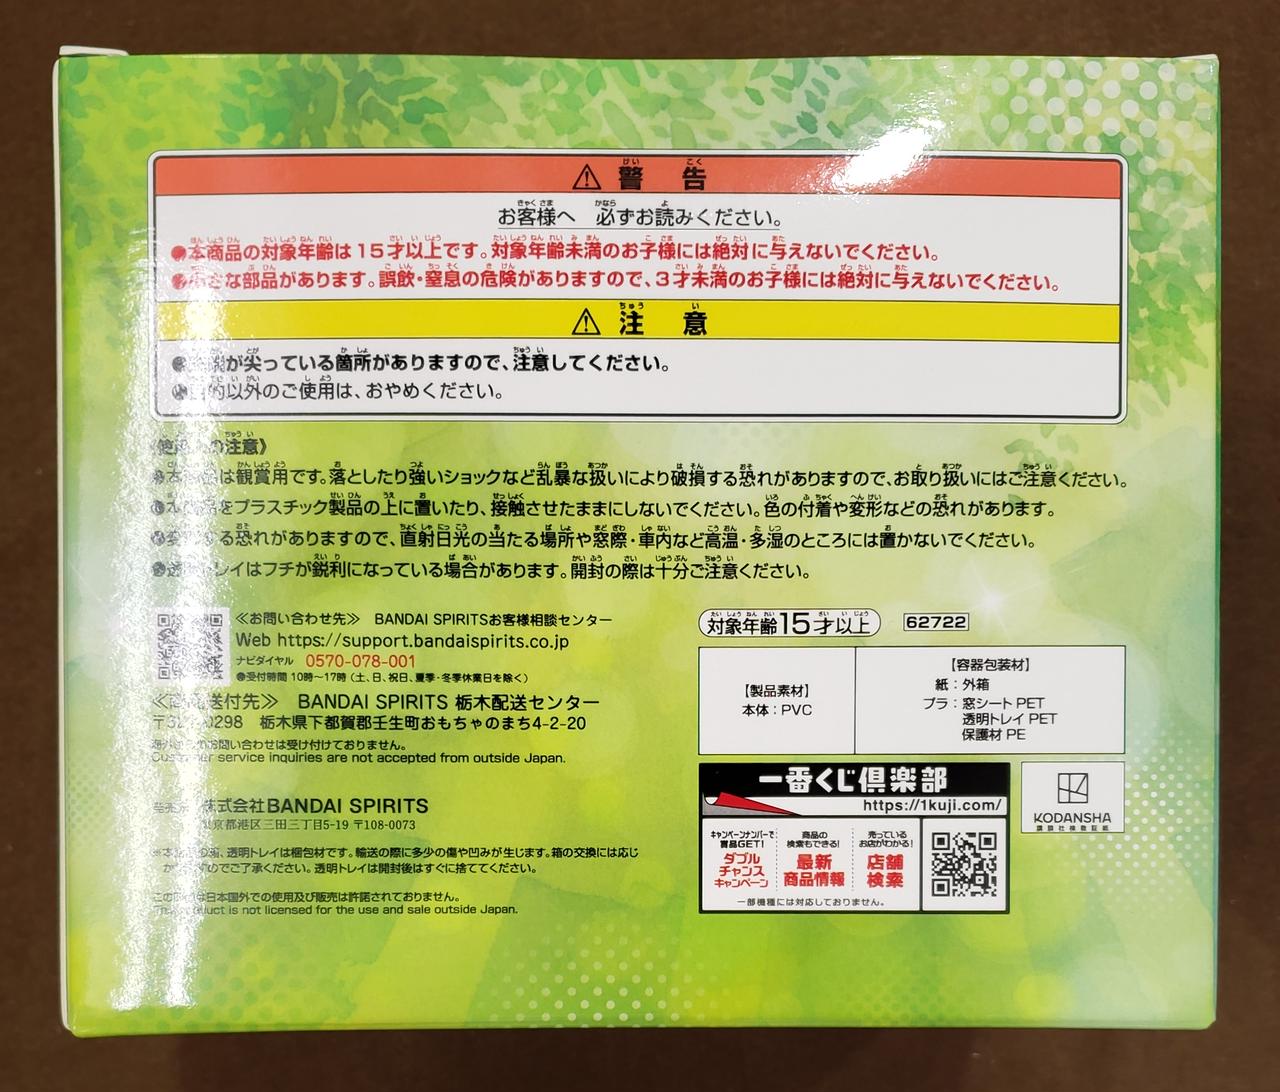 ⚠ 警告
お客様へ 必ずお読みください。
●本商品の対象年齢は15才以上です。対象年齢未満のお子様には絶対に与えないでください。
●小さな部品があります。誤飲・窒息の危険がありますので、3才未満のお子様には絶対に与えないでください。
⚠ 注意
が尖っている箇所がありますので、注意してください。
目的以外のご使用は、おやめください。
《使用上の注意》
は観賞用です。落としたり強いショックなど乱暴な扱いにより破損する恐れがありますので、お取り扱いにはご注意ください。
をプラスチック製品の上に置いたり、接触させたままにしないでください。色の付着や変形などの恐れがあります。
る恐れがありますので、直射日光の当たる場所や窓際・車内など高温・多湿のところには置かないでください。
トレイはフチが鋭利になっている場合があります。開封の際は十分ご注意ください。
≪お問い合わせ先≫ BANDAI SPIRITSお客様相談センター
Web https://support.bandaispirits.co.jp
ナビダイヤル 0570-078-001
●受付時間 10時〜17時(土、日、祝日、夏季・冬季休業日を除く)
送付先≫ BANDAI SPIRITS 栃木配送センター
0298 栃木県下都賀郡壬生町おもちゃのまち4-2-20
のお問い合わせは受け付けておりません。
Customer service inquiries are not accepted from outside Japan.
発売元 株式会社BANDAI SPIRITS
東京都港区三田三丁目5-19 〒108-0073
透明トレイは梱包材です。輸送の際に多少の傷や凹みが生じます。箱の交換には応じ
のでご了承ください。透明トレイは開封後はすぐに捨ててください。
は日本国外での使用及び販売は許諾されておりません。
This product is not licensed for the use and sale outside Japan.
対象年齢15才以上
62722
【製品素材】
本体:PVC
【容器包装材】
紙:外箱
プラ:窓シート PET
透明トレイ PET
保護材 PE
一番くじ倶楽部
https://1kuji.com/
キャンペーンナンバーで
賞品GET!
ダブル
チャンス
キャンペーン
商品の
検索もできる!
最新
商品情報
売っている
お店がわかる!
店舗
検索
一部機種には対応しておりません。
KODANSHA
講談社検数証紙